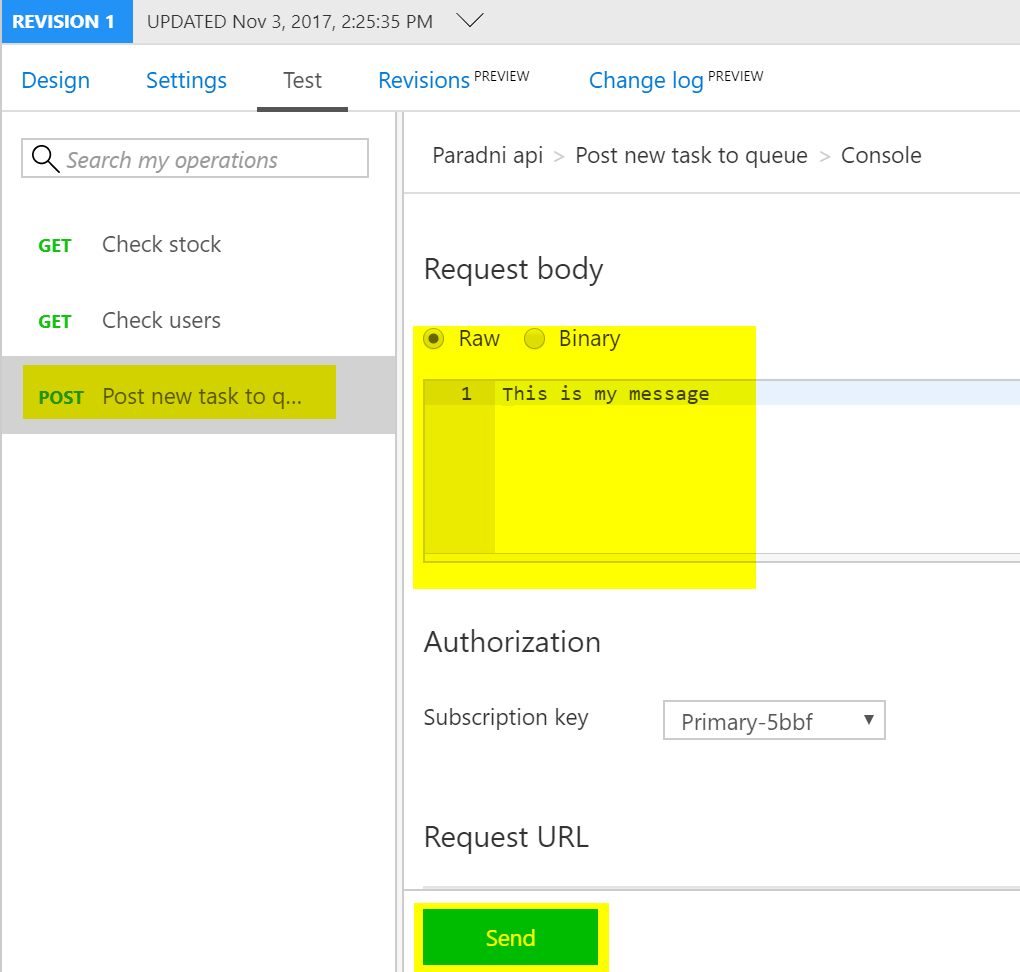 REVISION 1 UPDATED Nov 3, 2017, 2:25:35 PM
Design Settings Test Revisions PREVIEW Change log PREVIEW
Search my operations
GET Check stock
GET Check users
POST Post new task to q...
Paradni api > Post new task to queue > Console
Request body
Raw Binary
1 This is my message
Authorization
Subscription key Primary-5bbf
Request URL
Send